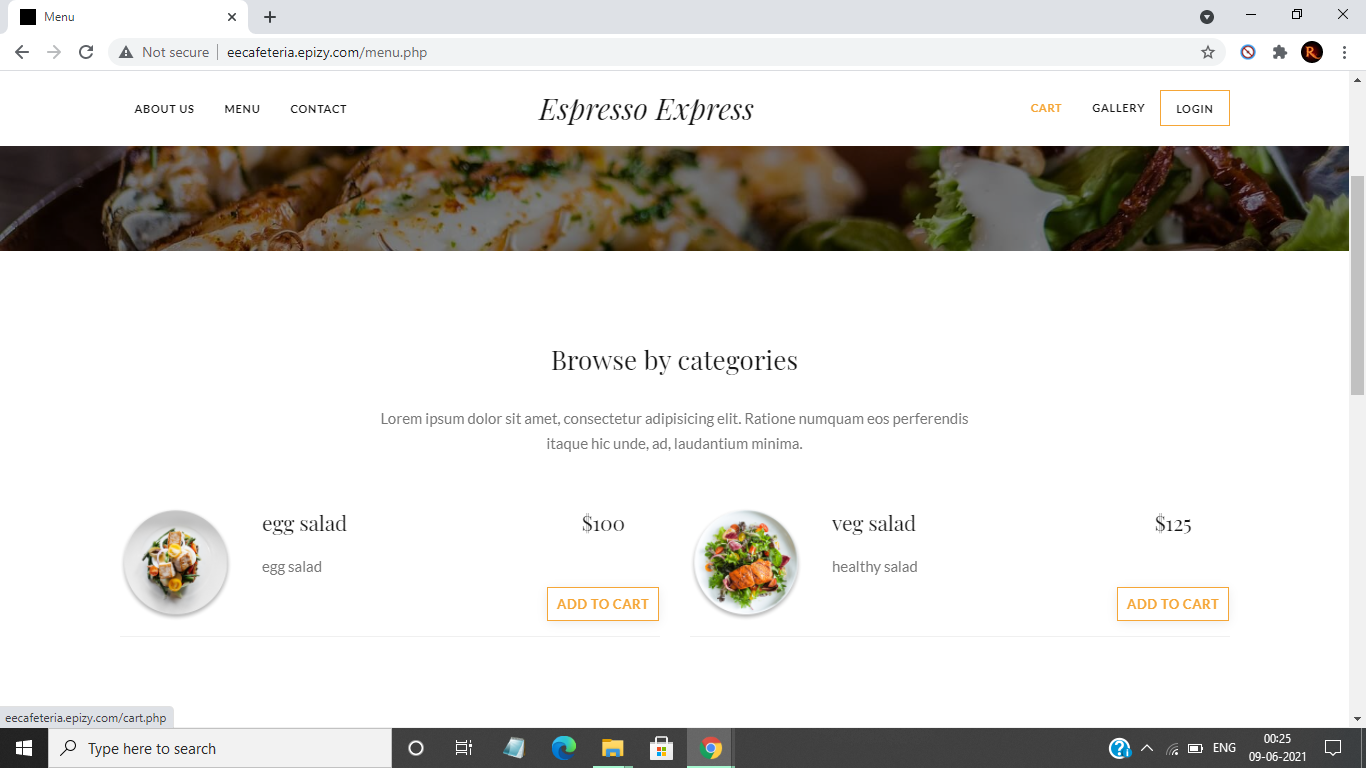 Menu
Not secure
eecafeteria.epizy.com/menu.php
ABOUT US
MENU
CONTACT
Espresso Express
CART
GALLERY
LOGIN
Browse by categories
Lorem ipsum dolor sit amet, consectetur adipisicing elit. Ratione numquam eos perferendis
itaque hic unde, ad, laudantium minima.
egg salad
$100
egg salad
ADD TO CART
veg salad
$125
healthy salad
ADD TO CART
eecafeteria.epizy.com/cart.php
Type here to search
ENG
00:25
09-06-2021